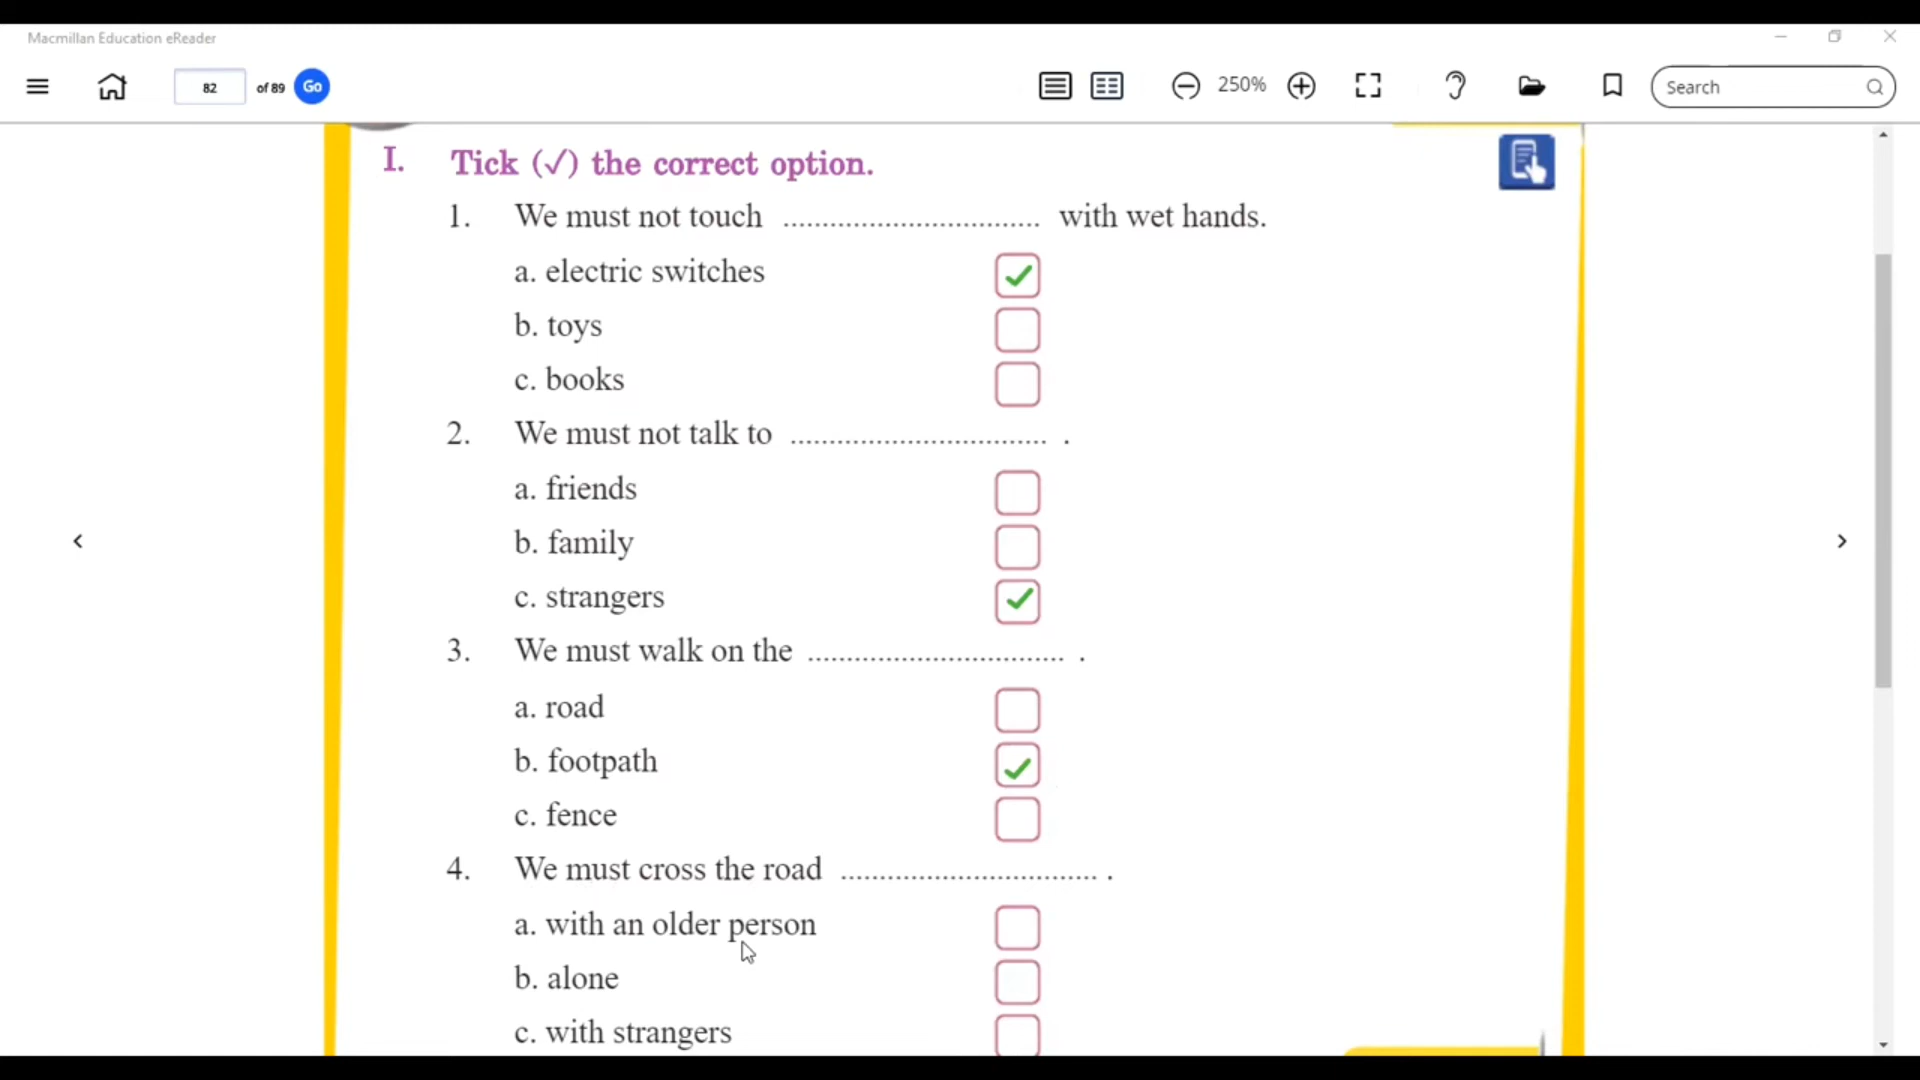 Macmillan Education eReader
82 of 89 Go 250% Search
I. Tick (✓) the correct option.
1. We must not touch ................................. with wet hands.
a. electric switches ✓
b. toys
c. books
2. We must not talk to ................................. .
a. friends
b. family
c. strangers ✓
3. We must walk on the ................................. .
a. road
b. footpath ✓
c. fence
4. We must cross the road ................................. .
a. with an older person
b. alone
c. with strangers